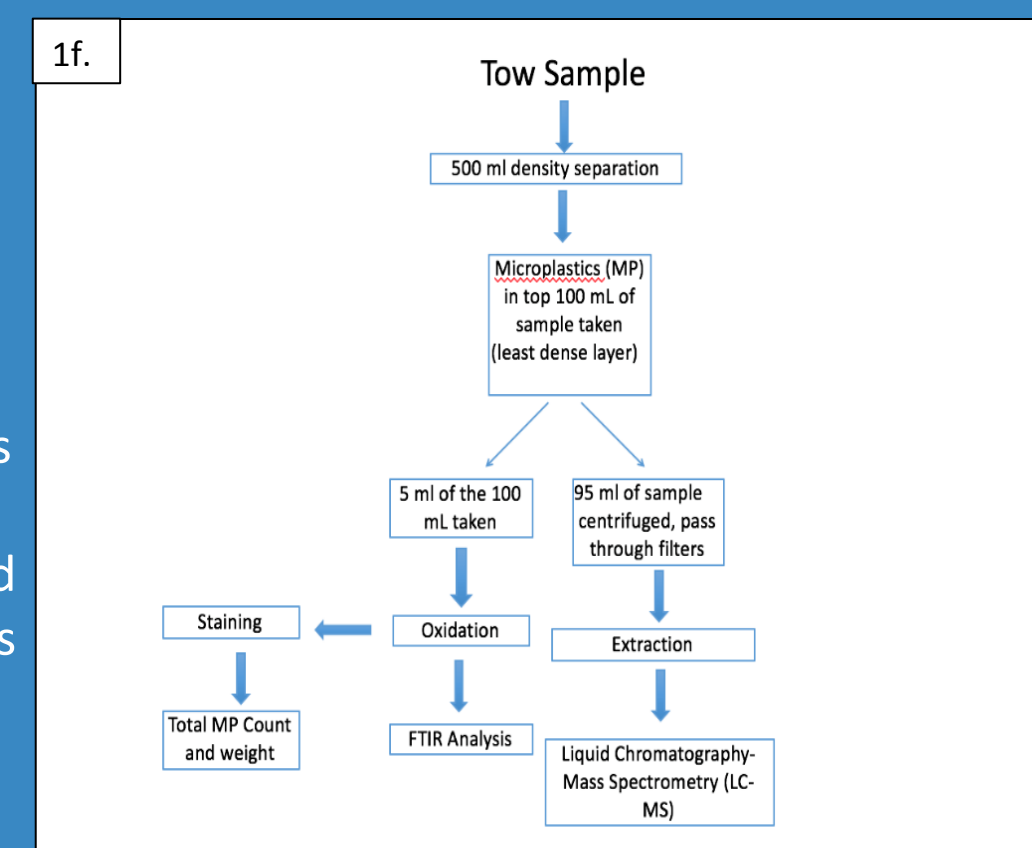 1f.
Tow Sample
500 ml density separation
Microplastics (MP)
in top 100 mL of
sample taken
(least dense layer)
5 ml of the 100
mL taken
95 ml of sample
centrifuged, pass
through filters
Staining
Oxidation
Extraction
Total MP Count
and weight
FTIR Analysis
Liquid Chromatography-
Mass Spectrometry (LC-
MS)
s
d
s